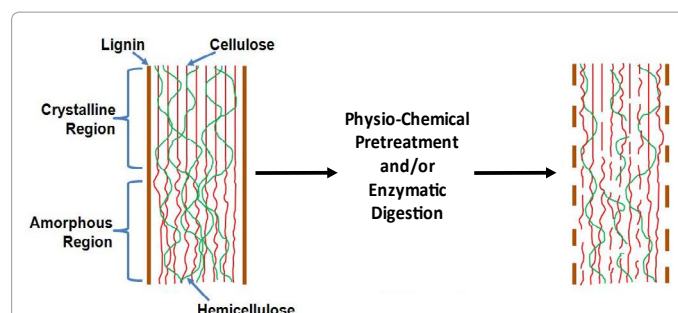 Lignin
Cellulose
Crystalline
Region
Amorphous
Region
Hemicellulose
Physio-Chemical
Pretreatment
and/or
Enzymatic
Digestion